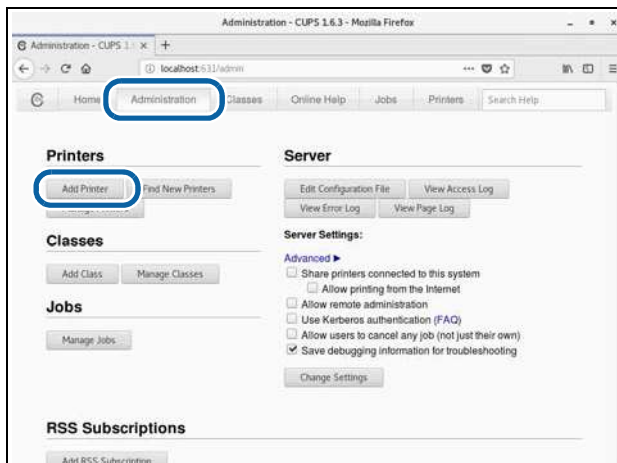 Administration - CUPS 1.6.3 - Mozilla Firefox
Administration - CUPS 1.
localhost:631/admin
Home Administration Classes Online Help Jobs Printers Search Help
Printers
Add Printer Find New Printers
Manage Printers
Classes
Add Class Manage Classes
Jobs
Manage Jobs
Server
Edit Configuration File View Access Log
View Error Log View Page Log
Server Settings:
Advanced ▶
Share printers connected to this system
Allow printing from the Internet
Allow remote administration
Use Kerberos authentication (FAQ)
Allow users to cancel any job (not just their own)
Save debugging information for troubleshooting
Change Settings
RSS Subscriptions
Add RSS Subscription